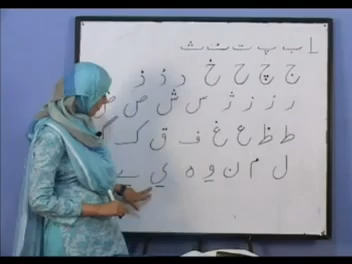 ا ب پ ت ٹ ث
ج چ ح خ د ڈ ذ
ر ڑ ز ژ س ش ص
ط ظ ع غ ف ق ک
ل م ن و ہ ی ے